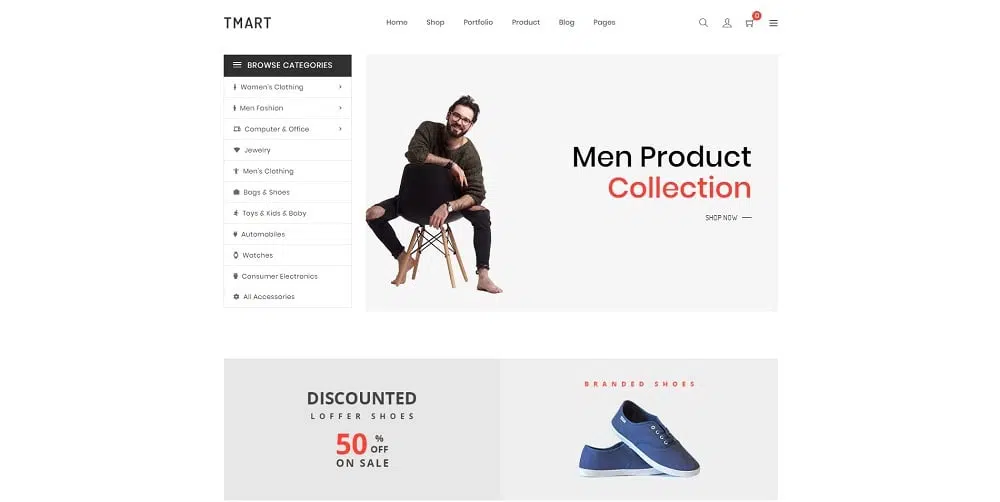 TMART
Home Shop Portfolio Product Blog Pages
0
BROWSE CATEGORIES
Women's Clothing
Men Fashion
Computer & Office
Jewelry
Men's Clothing
Bags & Shoes
Toys & Kids & Baby
Automobiles
Watches
Consumer Electronics
All Accessories
Men Product
Collection
SHOP NOW
DISCOUNTED
LOFFER SHOES
50 % OFF
ON SALE
BRANDED SHOES